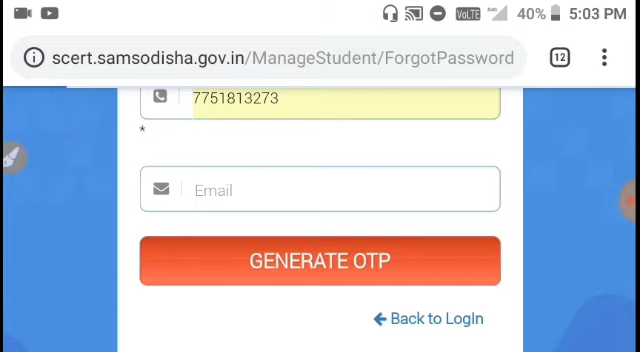 VoLTE 40% 5:03 PM
scert.samsodisha.gov.in/ManageStudent/ForgotPassword 12
7751813273
*
Email
GENERATE OTP
Back to LogIn